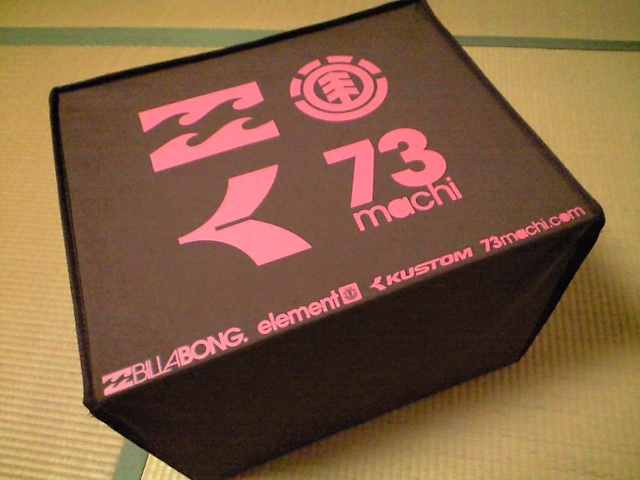 73
machi
BILLABONG. element KUSTOM 73machi.com